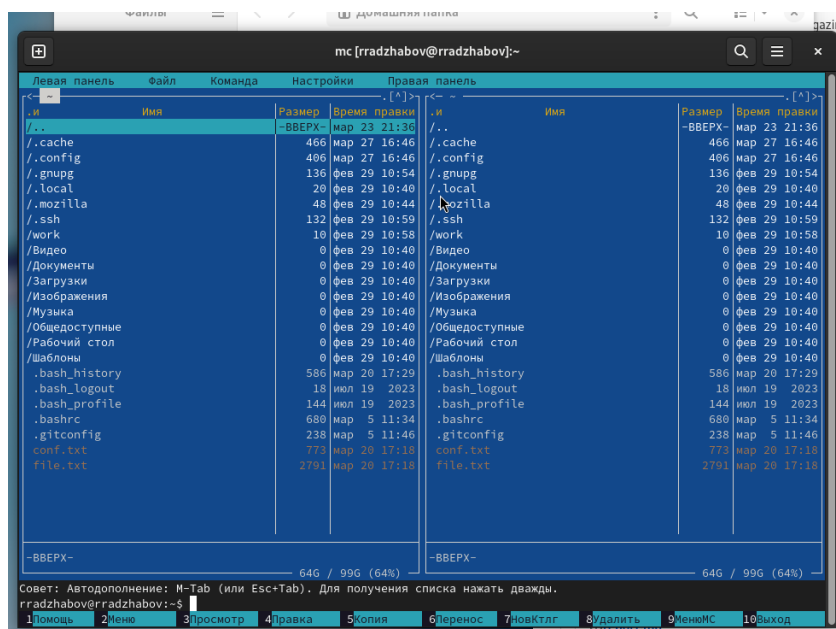 Файлы Домашняя папка
mc [rradzhabov@rradzhabov]:~
Левая панель Файл Команда Настройки Правая панель
<- ~ .[^]> <- ~ .[^]>
.и Имя Размер Время правки .и Имя Размер Время правки
/.. -ВВЕРХ- мар 23 21:36 /.. -ВВЕРХ- мар 23 21:36
/.cache 466 мар 27 16:46 /.cache 466 мар 27 16:46
/.config 406 мар 27 16:46 /.config 406 мар 27 16:46
/.gnupg 136 фев 29 10:54 /.gnupg 136 фев 29 10:54
/.local 20 фев 29 10:40 /.local 20 фев 29 10:40
/.mozilla 48 фев 29 10:44 /.mozilla 48 фев 29 10:44
/.ssh 132 фев 29 10:59 /.ssh 132 фев 29 10:59
/work 10 фев 29 10:58 /work 10 фев 29 10:58
/Видео 0 фев 29 10:40 /Видео 0 фев 29 10:40
/Документы 0 фев 29 10:40 /Документы 0 фев 29 10:40
/Загрузки 0 фев 29 10:40 /Загрузки 0 фев 29 10:40
/Изображения 0 фев 29 10:40 /Изображения 0 фев 29 10:40
/Музыка 0 фев 29 10:40 /Музыка 0 фев 29 10:40
/Общедоступные 0 фев 29 10:40 /Общедоступные 0 фев 29 10:40
/Рабочий стол 0 фев 29 10:40 /Рабочий стол 0 фев 29 10:40
/Шаблоны 0 фев 29 10:40 /Шаблоны 0 фев 29 10:40
.bash_history 586 мар 20 17:29 .bash_history 586 мар 20 17:29
.bash_logout 18 июл 19 2023 .bash_logout 18 июл 19 2023
.bash_profile 144 июл 19 2023 .bash_profile 144 июл 19 2023
.bashrc 680 мар 5 11:34 .bashrc 680 мар 5 11:34
.gitconfig 238 мар 5 11:46 .gitconfig 238 мар 5 11:46
conf.txt 773 мар 20 17:18 conf.txt 773 мар 20 17:18
file.txt 2791 мар 20 17:18 file.txt 2791 мар 20 17:18
-ВВЕРХ- -ВВЕРХ-
64G / 99G (64%) 64G / 99G (64%)
Совет: Автодополнение: M-Tab (или Esc+Tab). Для получения списка нажать дважды.
rradzhabov@rradzhabov:~$
1Помощь 2Меню 3Просмотр 4Правка 5Копия 6Перенос 7НовКтлг 8Удалить 9МенюМС 10Выход